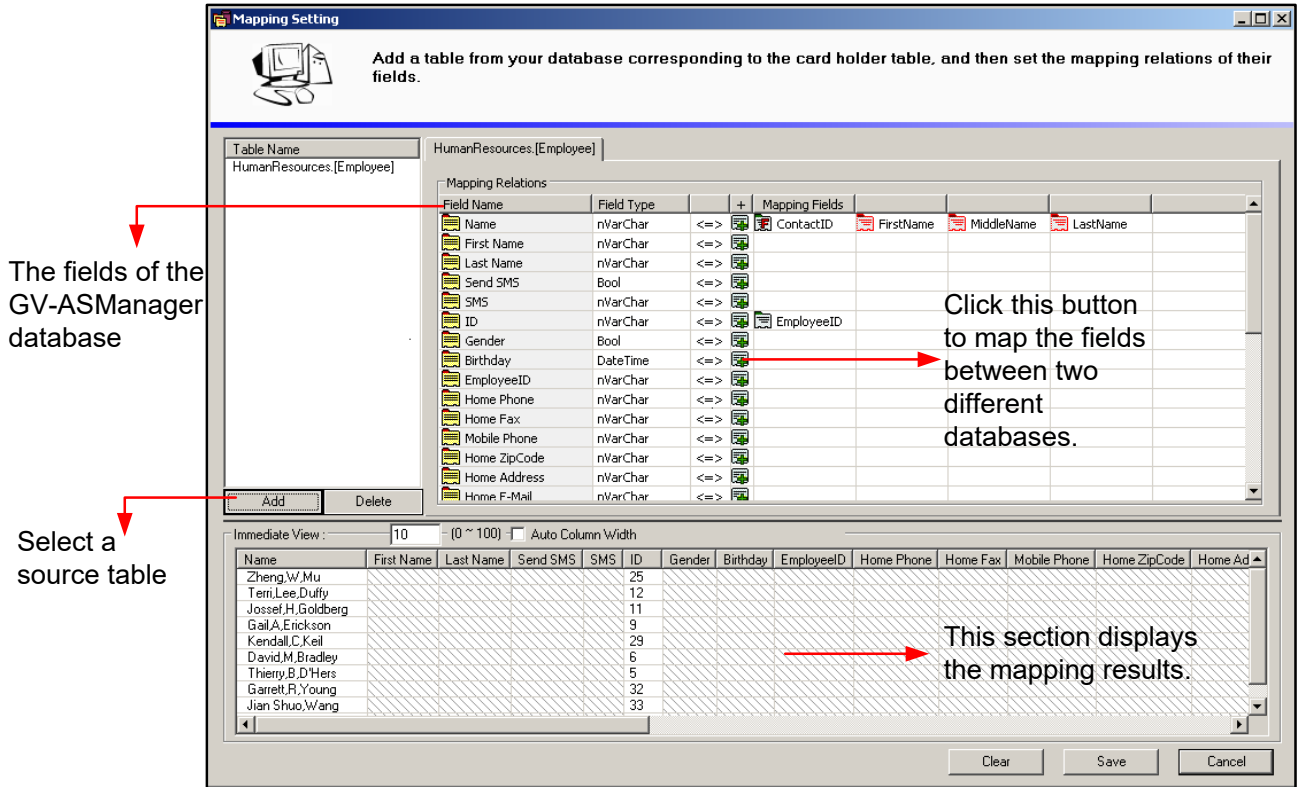 Mapping Setting
Add a table from your database corresponding to the card holder table, and then set the mapping relations of their
fields.
Table Name
HumanResources.[Employee]
HumanResources.[Employee]
Mapping Relations
Field Name Field Type + Mapping Fields
Name nVarChar <=> ContactID FirstName MiddleName LastName
First Name nVarChar <=>
Last Name nVarChar <=>
Send SMS Bool <=>
SMS nVarChar <=>
ID nVarChar <=> EmployeeID
Gender Bool <=>
Birthday DateTime <=>
EmployeeID nVarChar <=>
Home Phone nVarChar <=>
Home Fax nVarChar <=>
Mobile Phone nVarChar <=>
Home ZipCode nVarChar <=>
Home Address nVarChar <=>
Home E-Mail nVarChar <=>
The fields of the
GV-ASManager
database
Click this button
to map the fields
between two
different
databases.
Add Delete
Select a
source table
Immediate View : 10 (0 ~ 100) Auto Column Width
Name First Name Last Name Send SMS SMS ID Gender Birthday EmployeeID Home Phone Home Fax Mobile Phone Home ZipCode Home Ad
Zheng,W,Mu 25
Terri,Lee,Duffy 12
Jossef,H,Goldberg 11
Gail,A,Erickson 9
Kendall,C,Keil 29
David,M,Bradley 6
Thierry,B,D'Hers 5
Garrett,R,Young 32
Jian Shuo,Wang 33
This section displays
the mapping results.
Clear Save Cancel